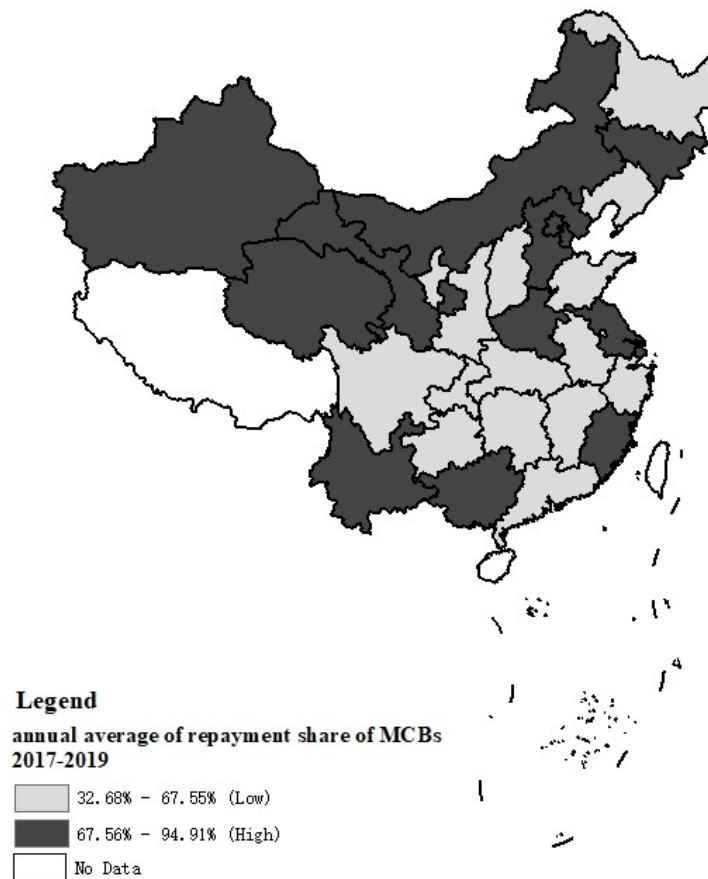 Legend
annual average of repayment share of MCBs
2017-2019
32.68% - 67.55% (Low)
67.56% - 94.91% (High)
No Data